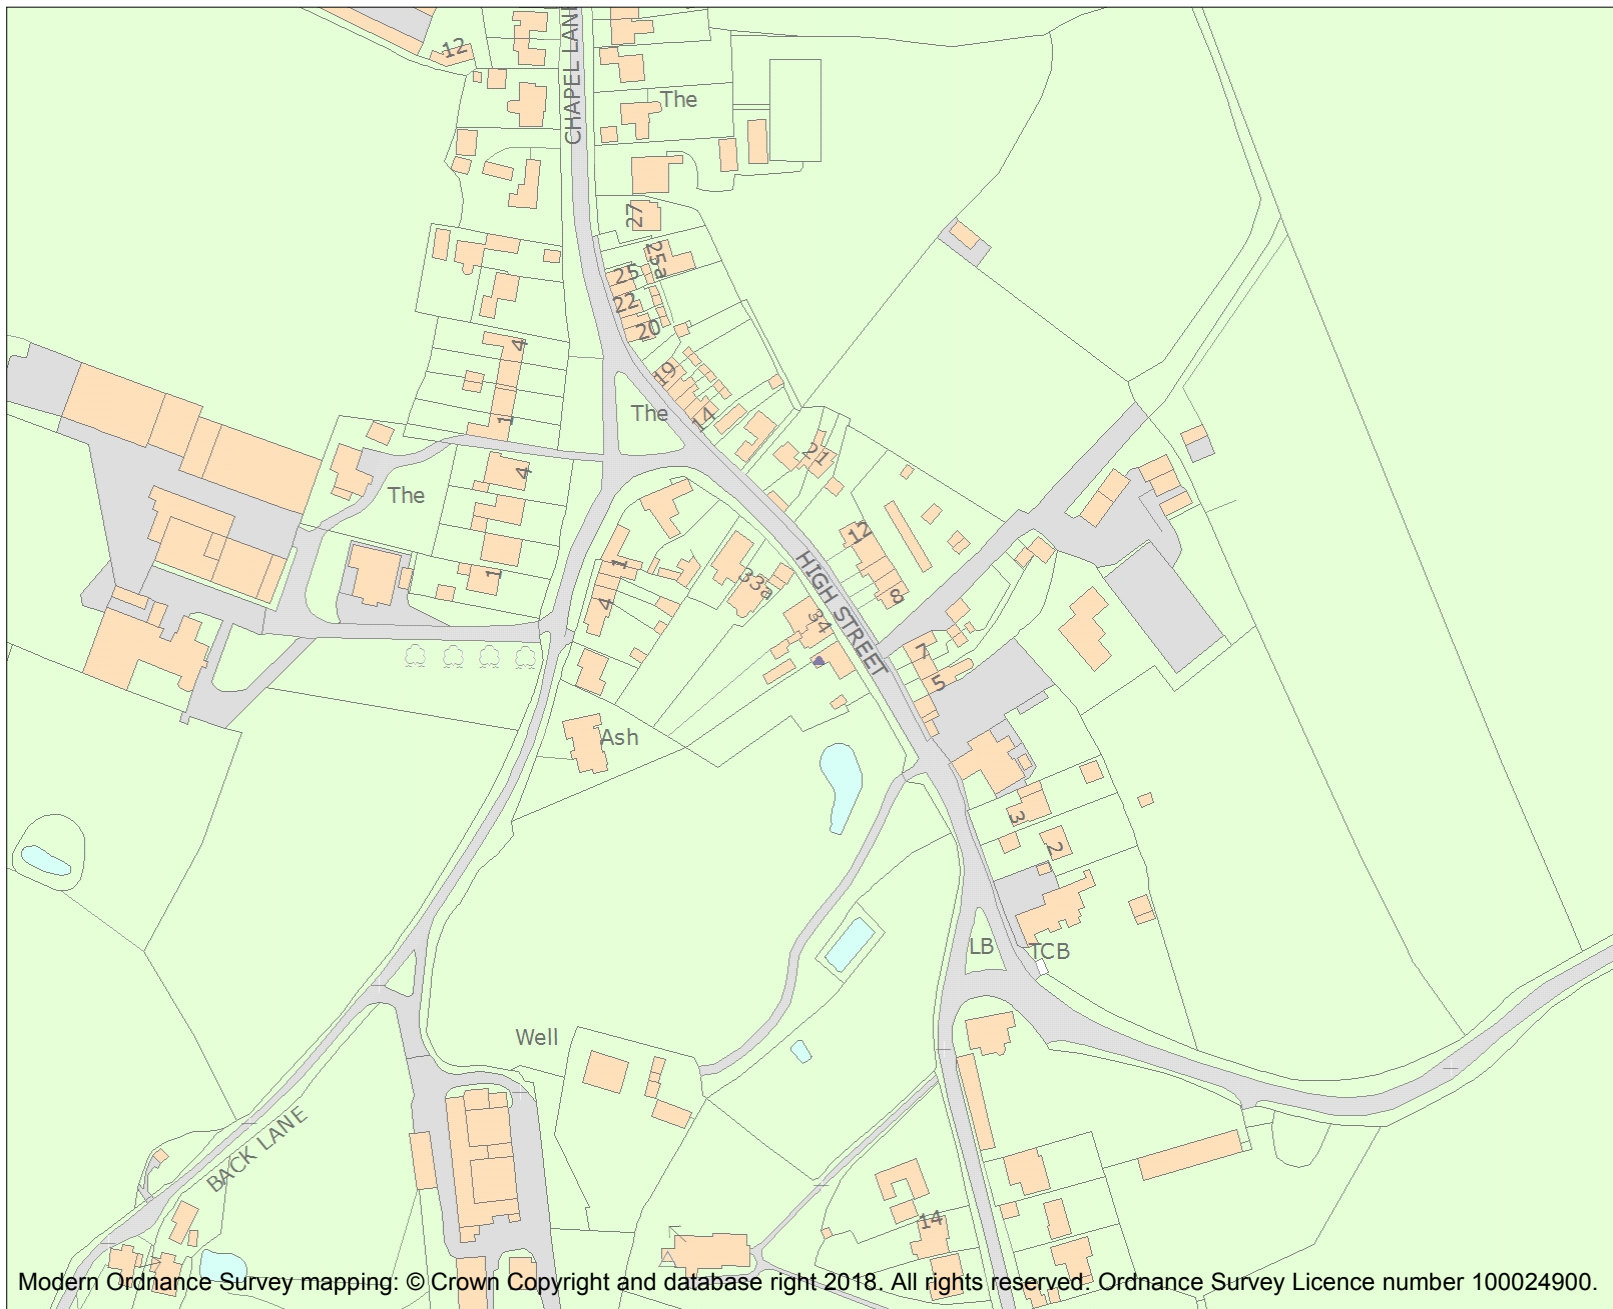 12
CHAPEL LANE
The
27
25a
25
22
20
4
19
The
14
1
21
4
The
12
1
1
33a
HIGH STREET
8
4
34
7
5
Ash
3
2
LB
TCB
Well
BACK LANE
14
Modern Ordnance Survey mapping: © Crown Copyright and database right 2018. All rights reserved. Ordnance Survey Licence number 100024900.